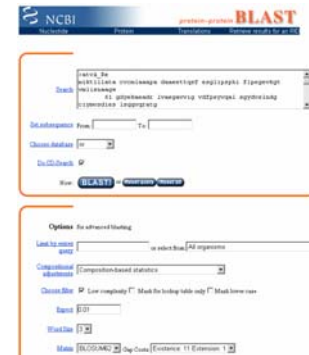 NCBI
protein-protein BLAST
Nucleotide Protein Translations Retrieve results for an RID
Search
Set subsequence From: To:
Choose database nr
Do CD-Search
Now: BLAST! or Reset query Reset all
Options for advanced blasting
Limit by entrez query or select from: All organisms
Compositional adjustments Composition-based statistics
Choose filter Low complexity Mask for lookup table only Mask lower case
Expect 0.01
Word Size 3
Matrix BLOSUM62 Gap Costs Existence: 11 Extension: 1